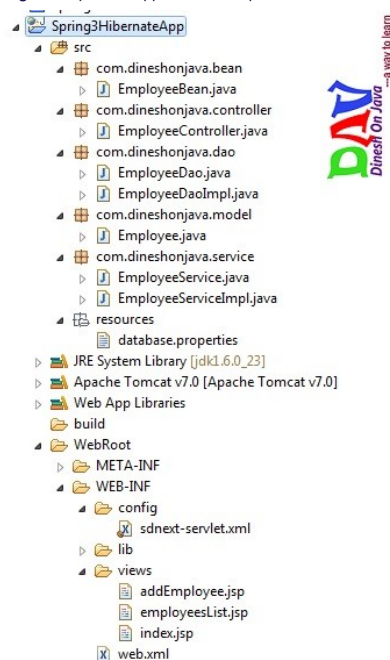 Spring3HibernateApp
src
com.dineshonjava.bean
EmployeeBean.java
com.dineshonjava.controller
EmployeeController.java
com.dineshonjava.dao
EmployeeDao.java
EmployeeDaoImpl.java
com.dineshonjava.model
Employee.java
com.dineshonjava.service
EmployeeService.java
EmployeeServiceImpl.java
resources
database.properties
JRE System Library [jdk1.6.0_23]
Apache Tomcat v7.0 [Apache Tomcat v7.0]
Web App Libraries
build
WebRoot
META-INF
WEB-INF
config
sdnext-servlet.xml
lib
views
addEmployee.jsp
employeesList.jsp
index.jsp
web.xml
DAV
Dinesh On Java
---a way to learn